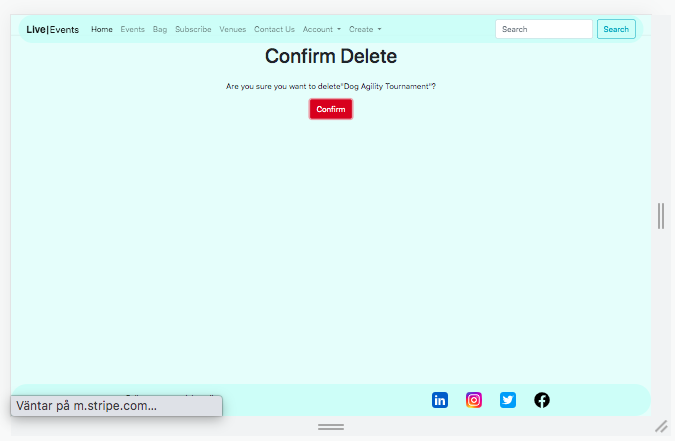 Live|Events Home Events Bag Subscribe Venues Contact Us Account Create Search Search
Confirm Delete
Are you sure you want to delete"Dog Agility Tournament"?
Confirm
Väntar på m.stripe.com...